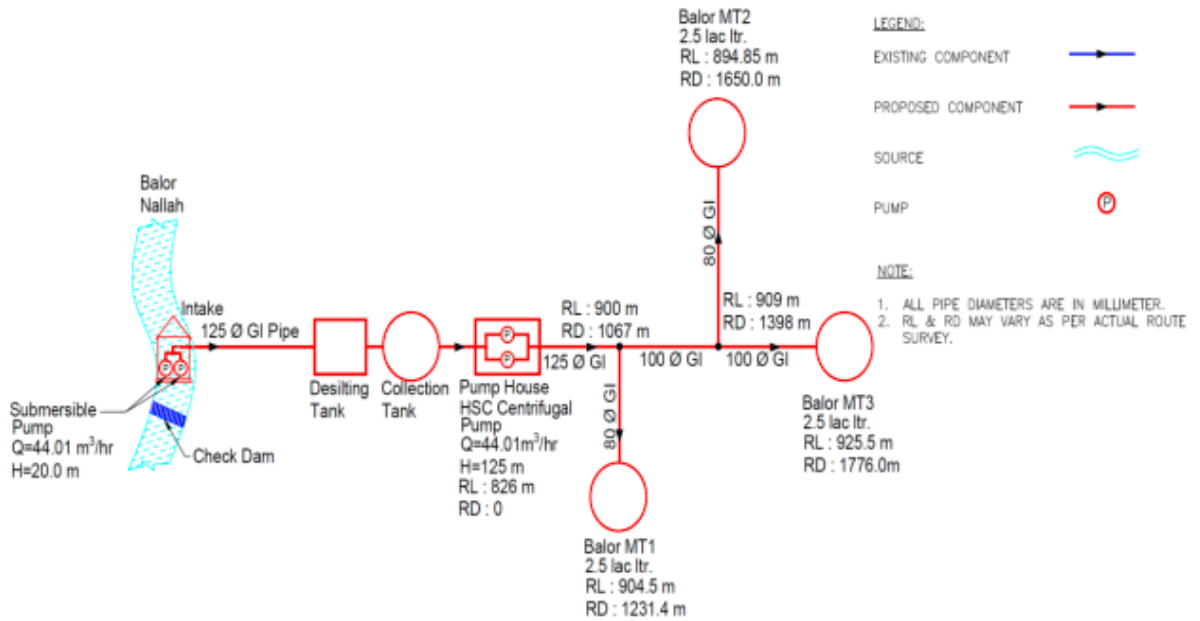 Balor MT2
2.5 lac ltr.
RL : 894.85 m
RD : 1650.0 m
LEGEND:
EXISTING COMPONENT
PROPOSED COMPONENT
SOURCE
PUMP
P
NOTE:
1. ALL PIPE DIAMETERS ARE IN MILLIMETER.
2. RL & RD MAY VARY AS PER ACTUAL ROUTE
SURVEY.
Balor
Nallah
Intake
125 Ø GI Pipe
P P
Submersible
Pump
Q=44.01 m³/hr
H=20.0 m
Check Dam
Desilting
Tank
Collection
Tank
P
P
Pump House
HSC Centrifugal
Pump
Q=44.01m³/hr
H=125 m
RL : 826 m
RD : 0
RL : 900 m
RD : 1067 m
125 Ø GI
80 Ø GI
100 Ø GI
80 Ø GI
RL : 909 m
RD : 1398 m
100 Ø GI
Balor MT3
2.5 lac ltr.
RL : 925.5 m
RD : 1776.0m
Balor MT1
2.5 lac ltr.
RL : 904.5 m
RD : 1231.4 m